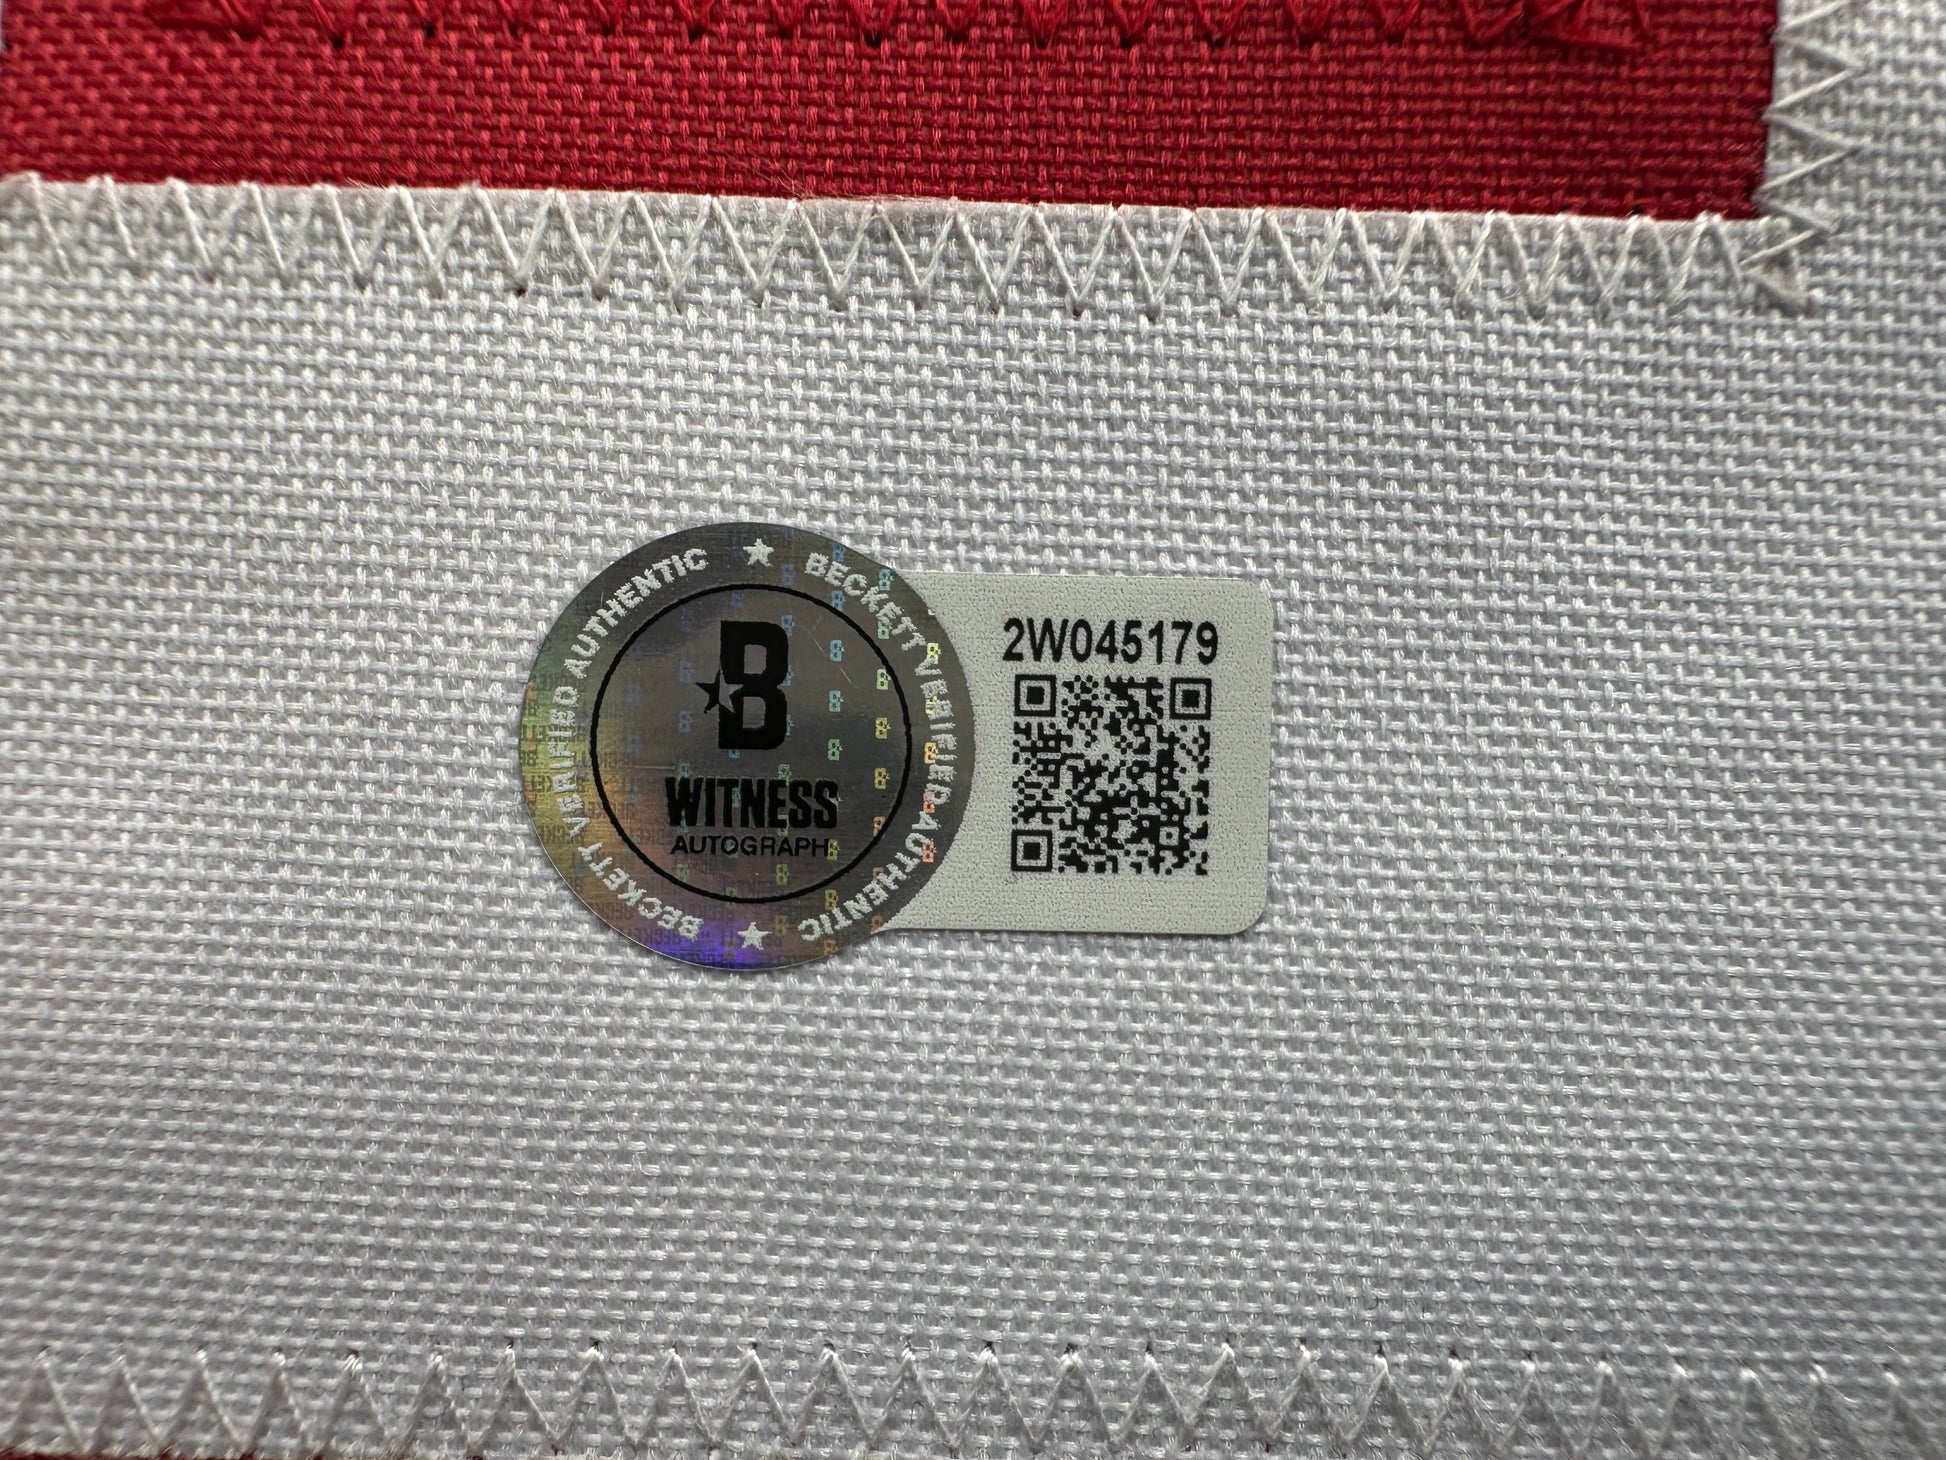 BECKETT VERIFIED AUTHENTIC ★ BECKETT VERIFIED AUTHENTIC ★
B
WITNESS
AUTOGRAPH
2W045179